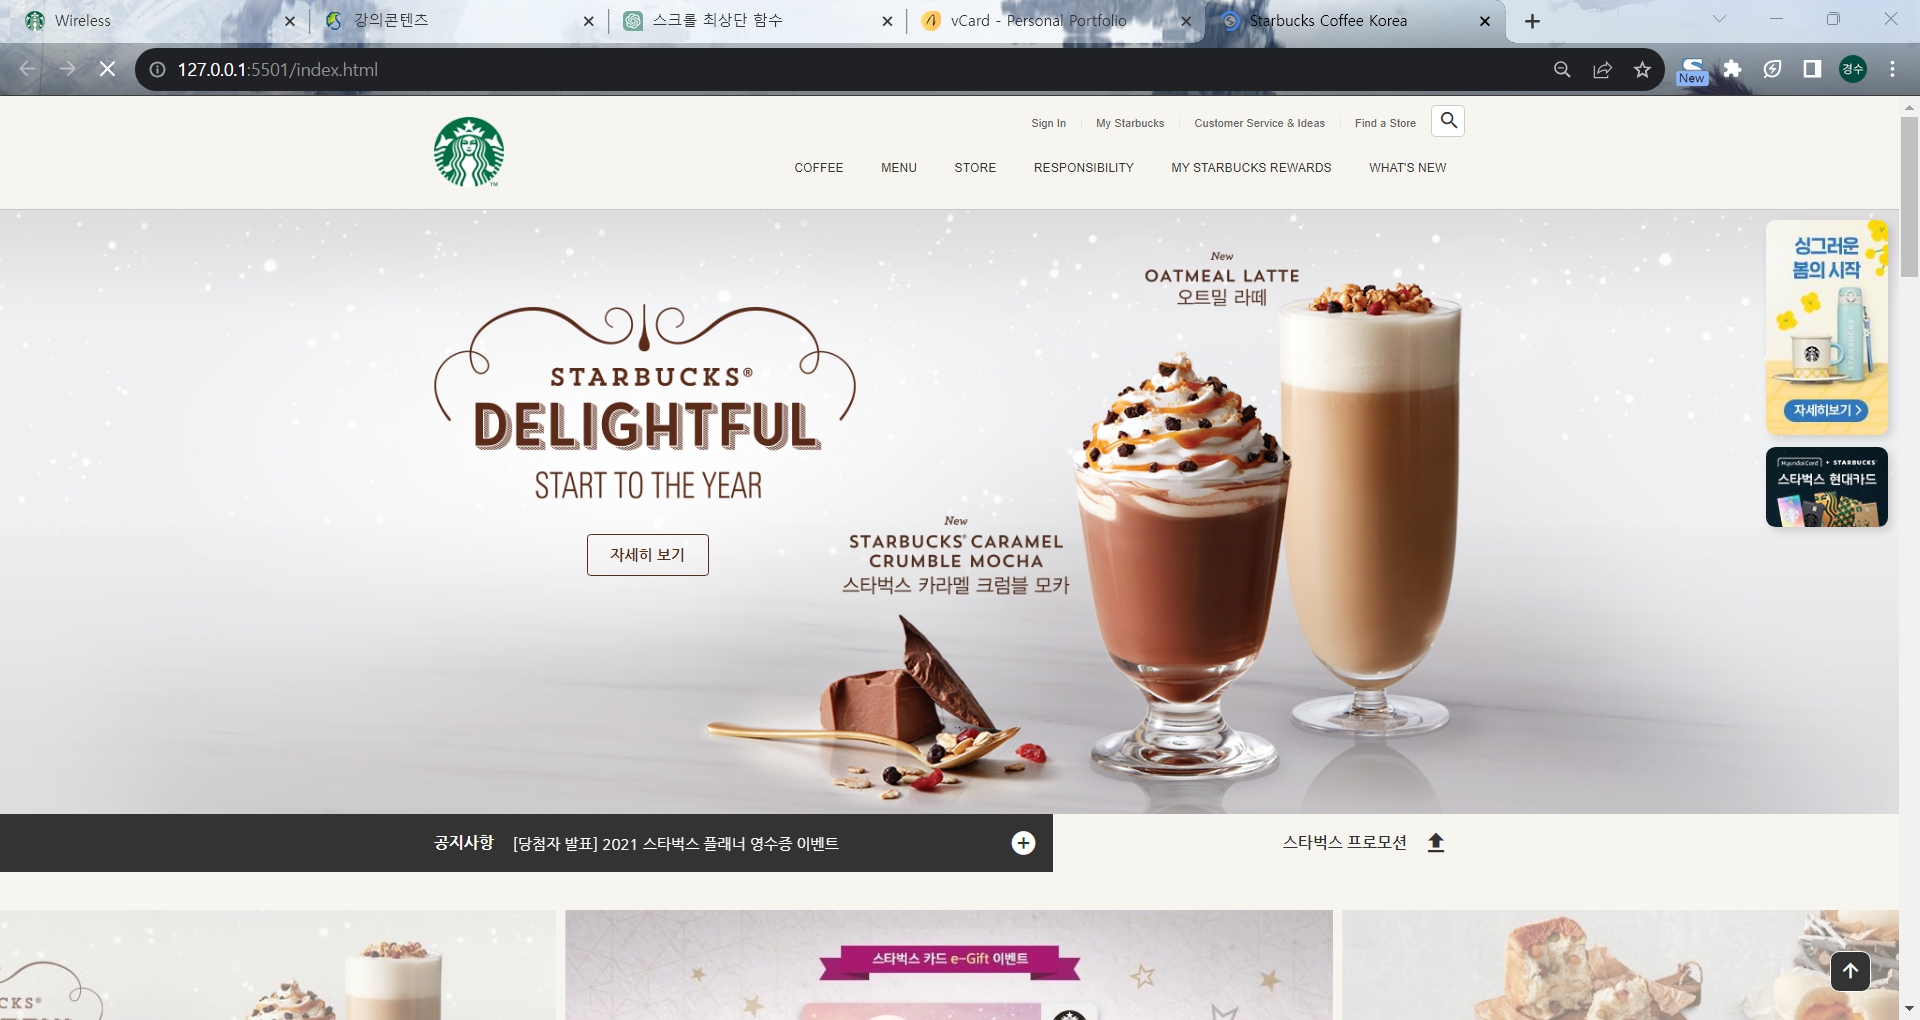 Wireless
강의콘텐츠
스크롤 최상단 함수
vCard - Personal Portfolio
Starbucks Coffee Korea
127.0.0.1:5501/index.html
New
경수
Sign In
My Starbucks
Customer Service & Ideas
Find a Store
COFFEE
MENU
STORE
RESPONSIBILITY
MY STARBUCKS REWARDS
WHAT'S NEW
New
OATMEAL LATTE
오트밀 라떼
STARBUCKS®
DELIGHTFUL
START TO THE YEAR
자세히 보기
New
STARBUCKS® CARAMEL
CRUMBLE MOCHA
스타벅스 카라멜 크럼블 모카
싱그러운
봄의 시작
STARBUCKS
자세히보기 >
HyundaiCard + STARBUCKS
스타벅스 현대카드
공지사항
[당첨자 발표] 2021 스타벅스 플래너 영수증 이벤트
스타벅스 프로모션
CKS®
스타벅스 카드 e-Gift 이벤트